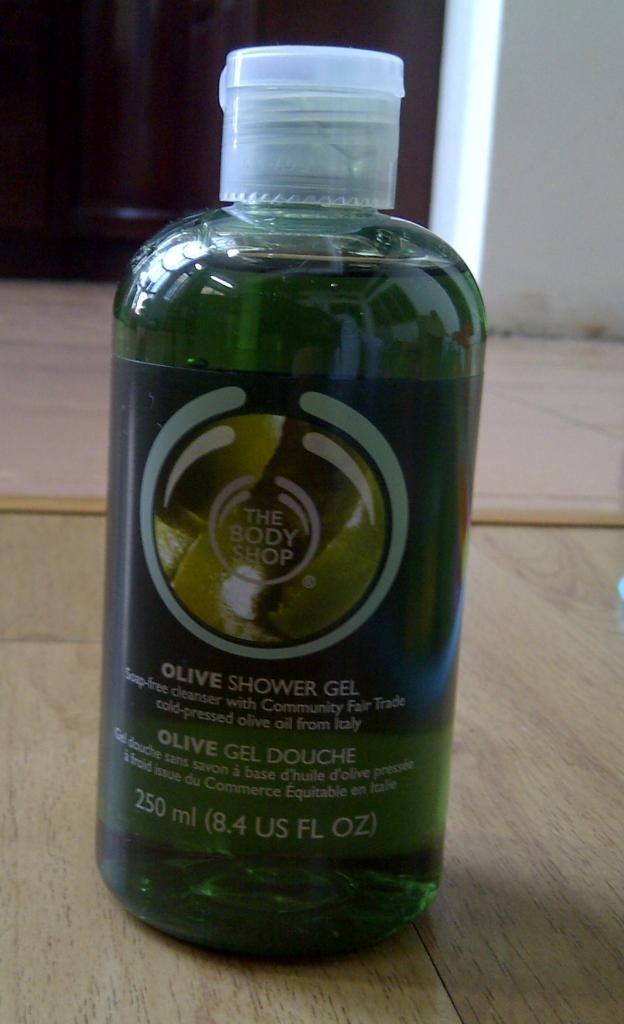 THE
BODY
SHOP
®
OLIVE SHOWER GEL
Soap-free cleanser with Community Fair Trade
cold-pressed olive oil from Italy
OLIVE GEL DOUCHE
Gel douche sans savon à base d'huile d'olive pressée
à froid issue du Commerce Équitable en Italie
250 ml (8.4 US FL OZ)